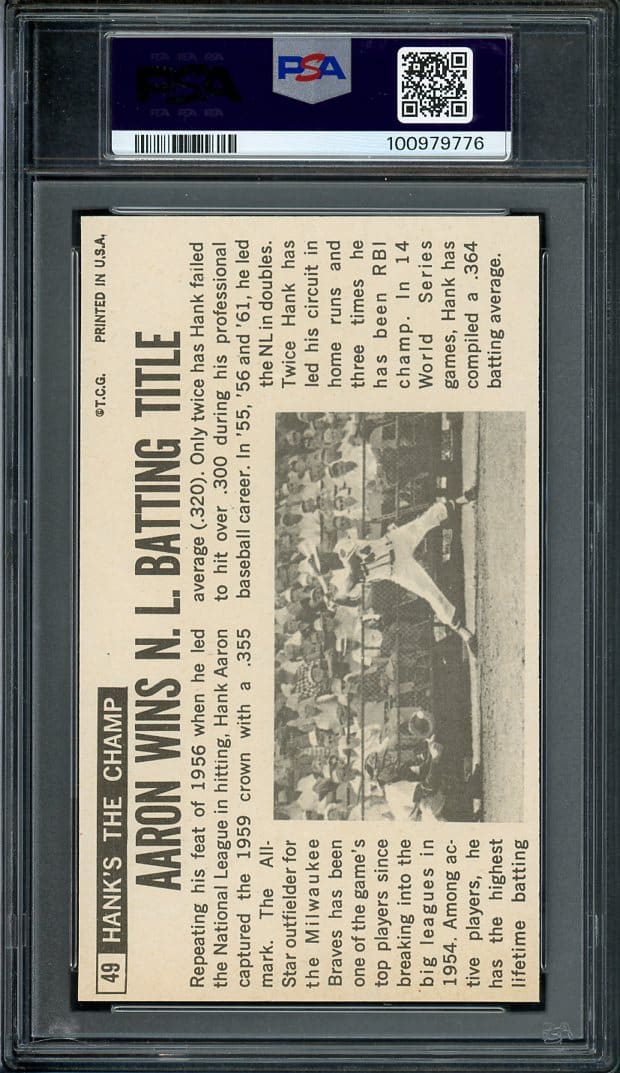 PSA
100979776
49 HANK'S THE CHAMP
©T.C.G. PRINTED IN U.S.A.
AARON WINS N. L. BATTING TITLE
Repeating his feat of 1956 when he led
the National League in hitting, Hank Aaron
captured the 1959 crown with a .355
mark. The All-
Star outfielder for
the Milwaukee
Braves has been
one of the game's
top players since
breaking into the
big leagues in
1954. Among ac-
tive players, he
has the highest
lifetime batting
average (.320). Only twice has Hank failed
to hit over .300 during his professional
baseball career. In '55, '56 and '61, he led
the NL in doubles.
Twice Hank has
led his circuit in
home runs and
three times he
has been RBI
champ. In 14
World Series
games, Hank has
compiled a .364
batting average.
PSA